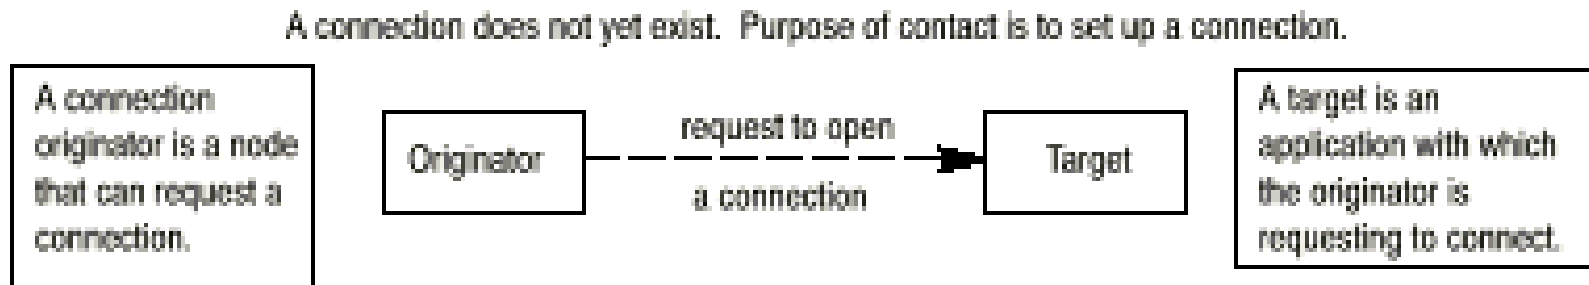 A connection does not yet exist. Purpose of contact is to set up a connection.
A connection
originator is a node
that can request a
connection.
Originator
request to open
a connection
Target
A target is an
application with which
the originator is
requesting to connect.